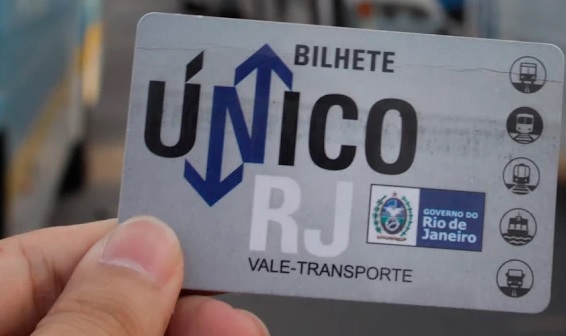 BILHETE
ÚNICO
RJ
GOVERNO DO
Rio de
Janeiro
VALE-TRANSPORTE